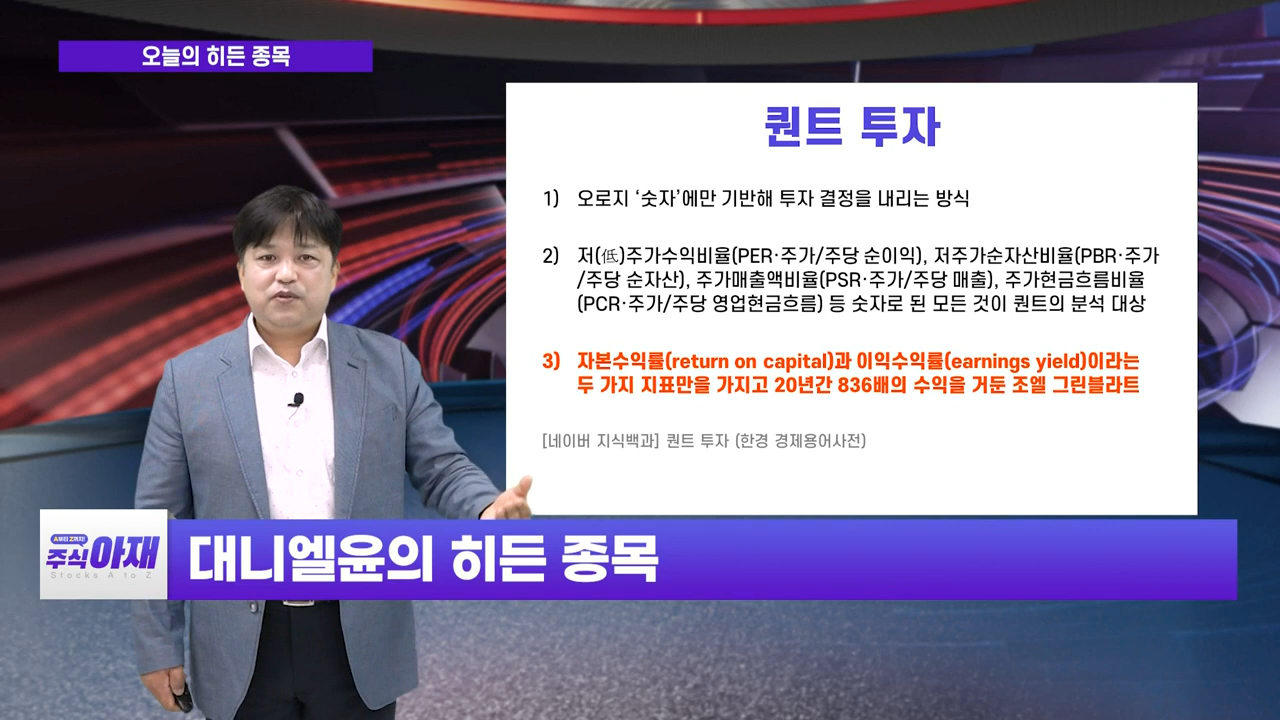 오늘의 히든 종목
퀀트 투자
1) 오로지 ‘숫자’에만 기반해 투자 결정을 내리는 방식
2) 저(低)주가수익비율(PER·주가/주당 순이익), 저주가순자산비율(PBR·주가
/주당 순자산), 주가매출액비율(PSR·주가/주당 매출), 주가현금흐름비율
(PCR·주가/주당 영업현금흐름) 등 숫자로 된 모든 것이 퀀트의 분석 대상
3) 자본수익률(return on capital)과 이익수익률(earnings yield)이라는
두 가지 지표만을 가지고 20년간 836배의 수익을 거둔 조엘 그린블라트
[네이버 지식백과] 퀀트 투자 (한경 경제용어사전)
A부터 Z까지!
주식아재
Stocks A to Z
대니엘윤의 히든 종목